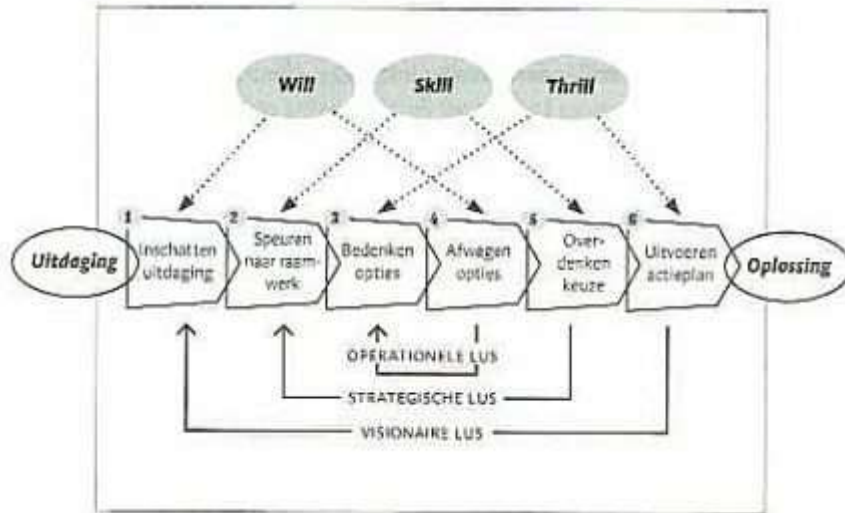 Will
Skill
Thrill
1
2
3
4
5
6
Uitdaging
Inschatten
uitdaging
Speuren
naar raam-
werk
Bedenken
opties
Afwegen
opties
Over-
denken
keuze
Uitvoeren
actieplan
Oplossing
OPERATIONELE LUS
STRATEGISCHE LUS
VISIONAIRE LUS